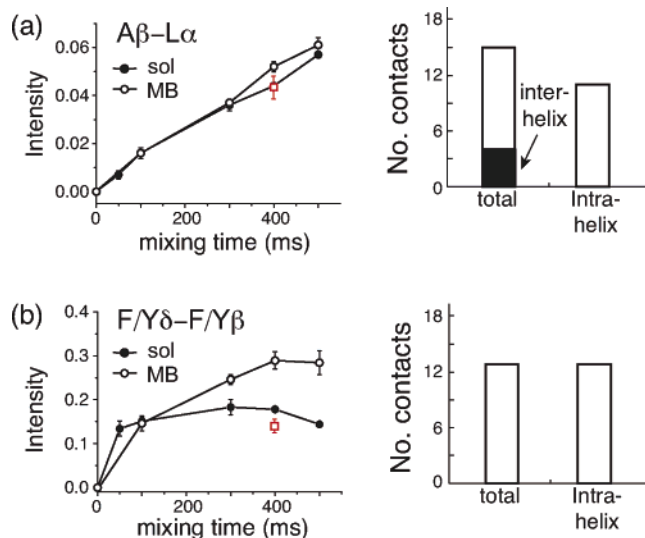 (a)
Aβ–Lα
sol
MB
0.06
0.04
0.02
0.00
Intensity
0 200 400
mixing time (ms)
No. contacts
18
12
6
0
inter-
helix
total Intra-
helix
(b)
F/Yδ–F/Yβ
sol
MB
0.4
0.3
0.2
0.1
0.0
Intensity
0 100 200 300 400 500
mixing time (ms)
No. contacts
18
12
6
0
total Intra-
helix